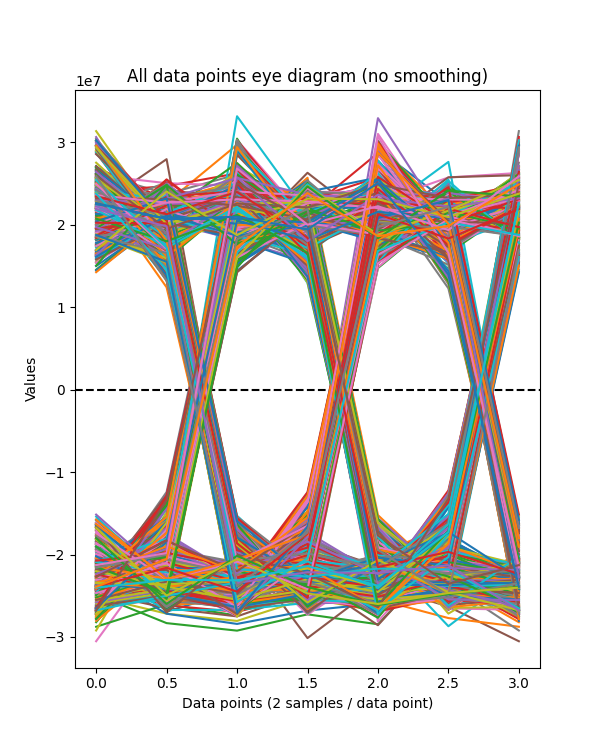 All data points eye diagram (no smoothing)
1e7
3
2
1
0
−1
−2
−3
Values
0.0 0.5 1.0 1.5 2.0 2.5 3.0
Data points (2 samples / data point)